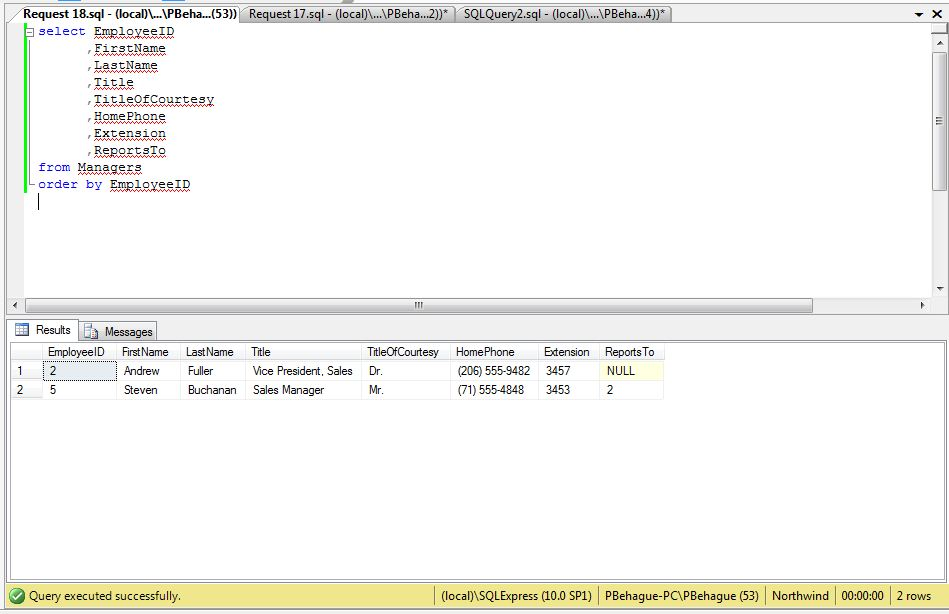 Request 18.sql - (local)\...\PBeha...(53)) Request 17.sql - (local)\...\PBeha...2))* SQLQuery2.sql - (local)\...\PBeha...4))*
select EmployeeID
,FirstName
,LastName
,Title
,TitleOfCourtesy
,HomePhone
,Extension
,ReportsTo
from Managers
order by EmployeeID
Results Messages
EmployeeID FirstName LastName Title TitleOfCourtesy HomePhone Extension ReportsTo
1 2 Andrew Fuller Vice President, Sales Dr. (206) 555-9482 3457 NULL
2 5 Steven Buchanan Sales Manager Mr. (71) 555-4848 3453 2
Query executed successfully. (local)\SQLExpress (10.0 SP1) PBehague-PC\PBehague (53) Northwind 00:00:00 2 rows